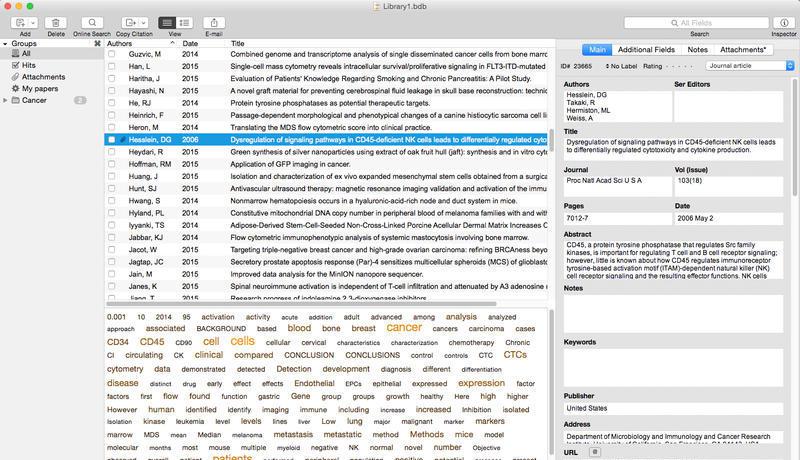 Library1.bdb
Add Delete Online Search Copy Citation View E-mail Search Inspector
All Fields
Groups
All
Hits
Attachments
My papers
Cancer 2
Authors Date Title
Guzvic, M 2014 Combined genome and transcriptome analysis of single disseminated cancer cells from bone marro
Han, L 2015 Single-cell mass cytometry reveals intracellular survival/proliferative signaling in FLT3-ITD-mutated
Haritha, J 2015 Evaluation of Patients' Knowledge Regarding Smoking and Chronic Pancreatitis: A Pilot Study.
Hayashi, N 2015 A novel graft material for preventing cerebrospinal fluid leakage in skull base reconstruction: technic
He, RJ 2014 Protein tyrosine phosphatases as potential therapeutic targets.
Heinrich, F 2015 Passage-dependent morphological and phenotypical changes of a canine histiocytic sarcoma cell lin
Heron, M 2014 Translating the MDS flow cytometric score into clinical practice.
Hesslein, DG 2006 Dysregulation of signaling pathways in CD45-deficient NK cells leads to differentially regulated cyto
Heydari, R 2015 Green synthesis of silver nanoparticles using extract of oak fruit hull (jaft): synthesis and in vitro cyt
Hoffman, RM 2015 Application of GFP imaging in cancer.
Huang, J 2015 Isolation and characterization of ex vivo expanded mesenchymal stem cells obtained from a surgica
Hunt, SJ 2015 Antivascular ultrasound therapy: magnetic resonance imaging validation and activation of the immun
Hwang, S 2014 Nonmarrow hematopoiesis occurs in a hyaluronic-acid-rich node and duct system in mice.
Hyland, PL 2015 Constitutive mitochondrial DNA copy number in peripheral blood of melanoma families with and with
Iyyanki, TS 2014 Adipose-Derived Stem-Cell-Seeded Non-Cross-Linked Porcine Acellular Dermal Matrix Increases C
Jabbar, KJ 2014 Flow cytometric immunophenotypic analysis of systemic mastocytosis involving bone marrow.
Jacot, W 2015 Targeting triple-negative breast cancer and high-grade ovarian carcinoma: refining BRCAness beyo
Jagtap, JC 2015 Secretory prostate apoptosis response (Par)-4 sensitizes multicellular spheroids (MCS) of glioblasto
Jain, M 2015 Improved data analysis for the MinION nanopore sequencer.
Janes, K 2015 Spinal neuroimmune activation is independent of T-cell infiltration and attenuated by A3 adenosine r
Jiang, T 2015 Research progress of indoleamine 2,3-dioxygenase inhibitors.
0.001 10 2014 95 activation activity acute addition adult advanced among analysis analyzed
approach associated BACKGROUND based blood bone breast cancer cancers carcinoma cases
CD34 CD45 CD90 cell cells cellular cervical characteristics characterization chemotherapy Chronic
CI circulating CK clinical compared CONCLUSION CONCLUSIONS control controls CTC CTCs
cytometry data demonstrated detected Detection development diagnosis different differentiation
disease distinct drug early effect effects Endothelial EPCs epithelial expressed expression factor
factors first flow found function gastric Gene group groups growth healthy Here high higher
However human identified identify imaging immune including increase increased Inhibition isolated
Isolation kinase leukemia level levels lines liver Low lung major malignant marker markers
marrow MDS mean Median melanoma metastasis metastatic method Methods mice model
molecular months most mouse multiple myeloid negative NK normal novel number Objective
observed overall patients performed peripheral population positive potential present
Main Additional Fields Notes Attachments*
ID# 23665 No Label Rating Journal article
Authors Ser Editors
Hesslein, DG
Takaki, R
Hermiston, ML
Weiss, A
Title
Dysregulation of signaling pathways in CD45-deficient NK cells leads
to differentially regulated cytotoxicity and cytokine production.
Journal Vol (Issue)
Proc Natl Acad Sci U S A 103(18)
Pages Date
7012-7 2006 May 2
Abstract
CD45, a protein tyrosine phosphatase that regulates Src family
kinases, is important for regulating T cell and B cell receptor signaling;
however, little is known about how CD45 regulates immunoreceptor
tyrosine-based activation motif (ITAM)-dependent natural killer (NK)
cell receptor signaling and the resulting effector functions. NK cells
Notes
Keywords
Publisher
United States
Address
Department of Microbiology and Immunology and Cancer Research
Institute, University of California, San Francisco, CA 94143, USA
URL @